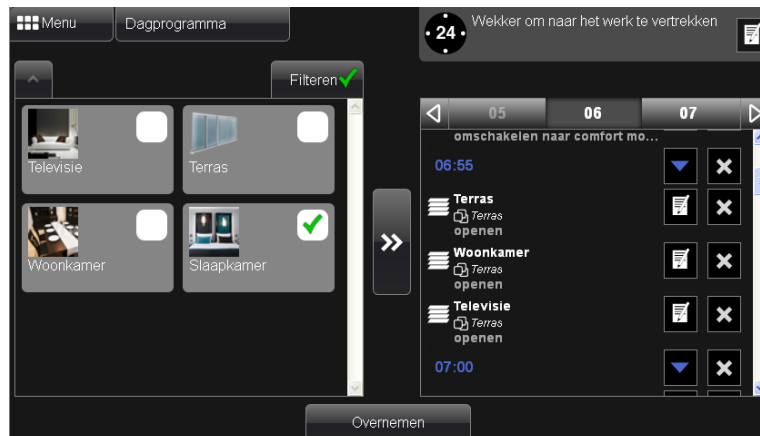 Menu
Dagprogramma
24
Wekker om naar het werk te vertrekken
Filteren
Televisie
Terras
Woonkamer
Slaapkamer
05 06 07
omschakelen naar comfort mo...
06:55
Terras
Terras
openen
Woonkamer
Terras
openen
Televisie
Terras
openen
07:00
Overnemen